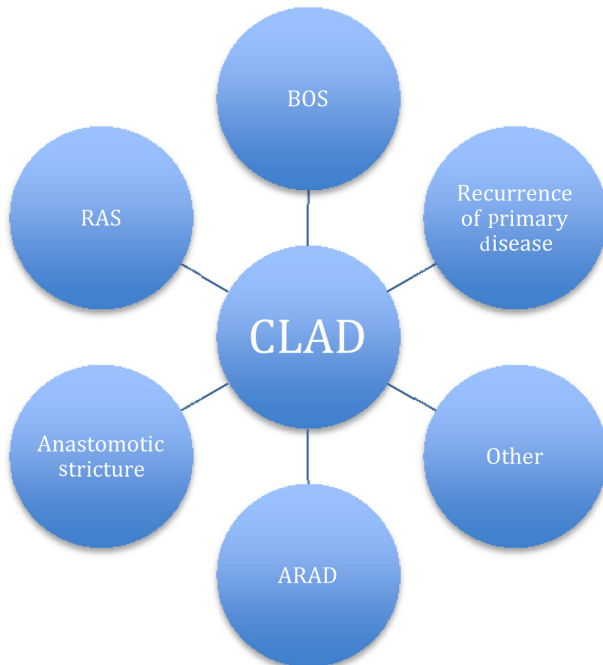 BOS
RAS
Recurrence
of primary
disease
CLAD
Anastomotic
stricture
Other
ARAD